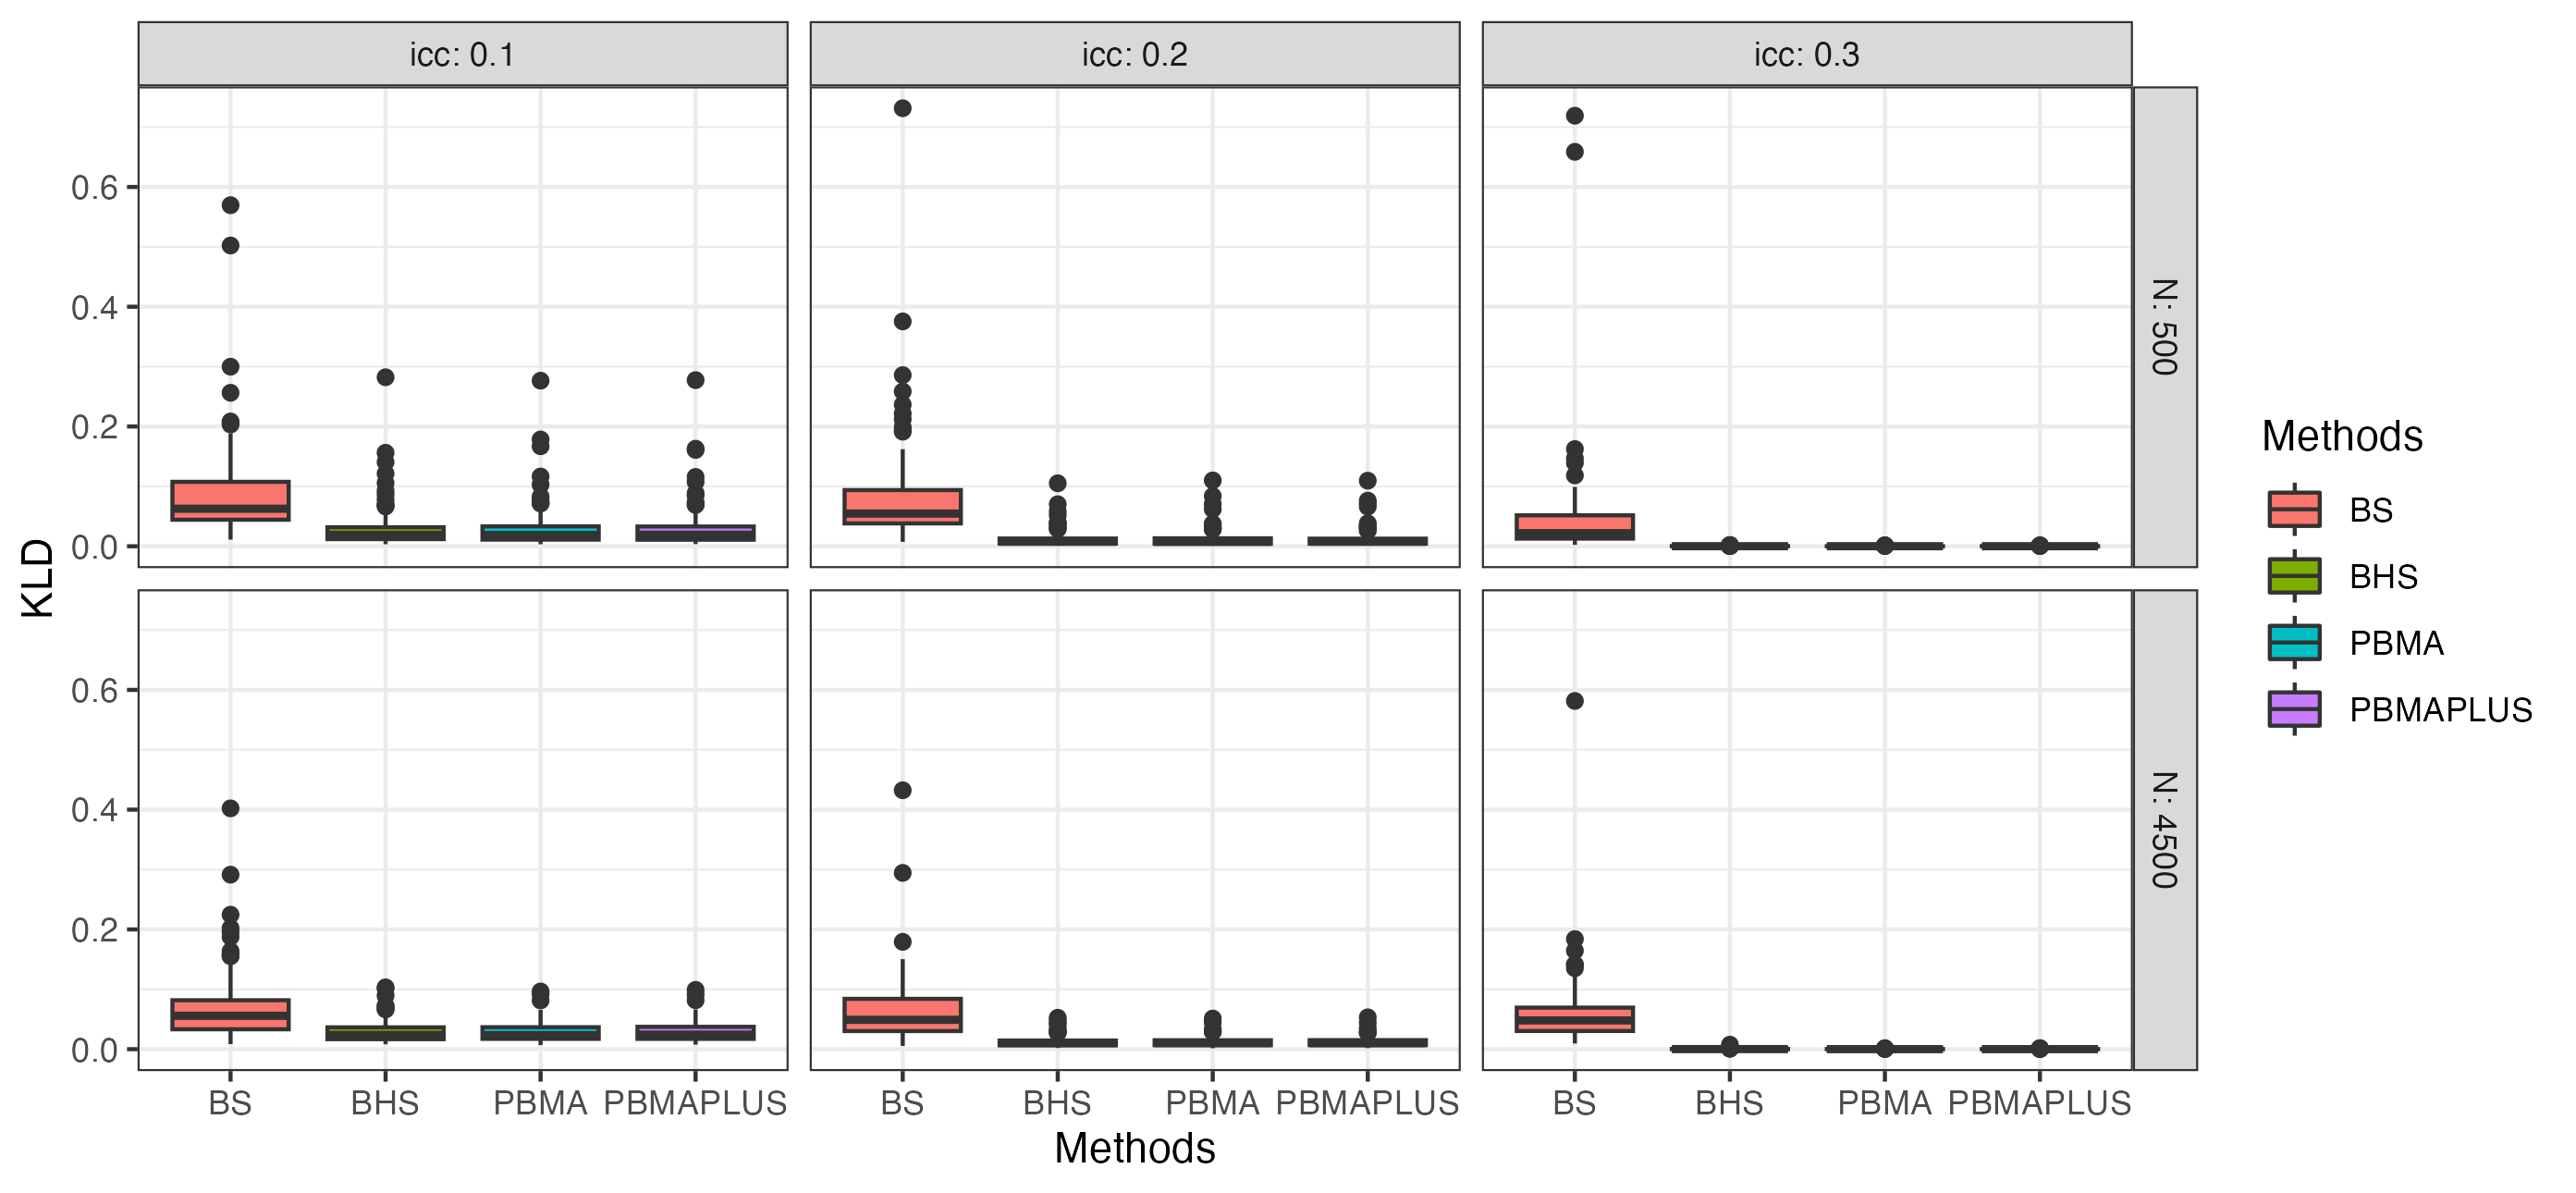 icc: 0.1
icc: 0.2
icc: 0.3
KLD
0.6
0.4
0.2
0.0
N: 500
0.6
0.4
0.2
0.0
N: 4500
BS BHS PBMA PBMAPLUS
BS BHS PBMA PBMAPLUS
BS BHS PBMA PBMAPLUS
Methods
Methods
BS
BHS
PBMA
PBMAPLUS